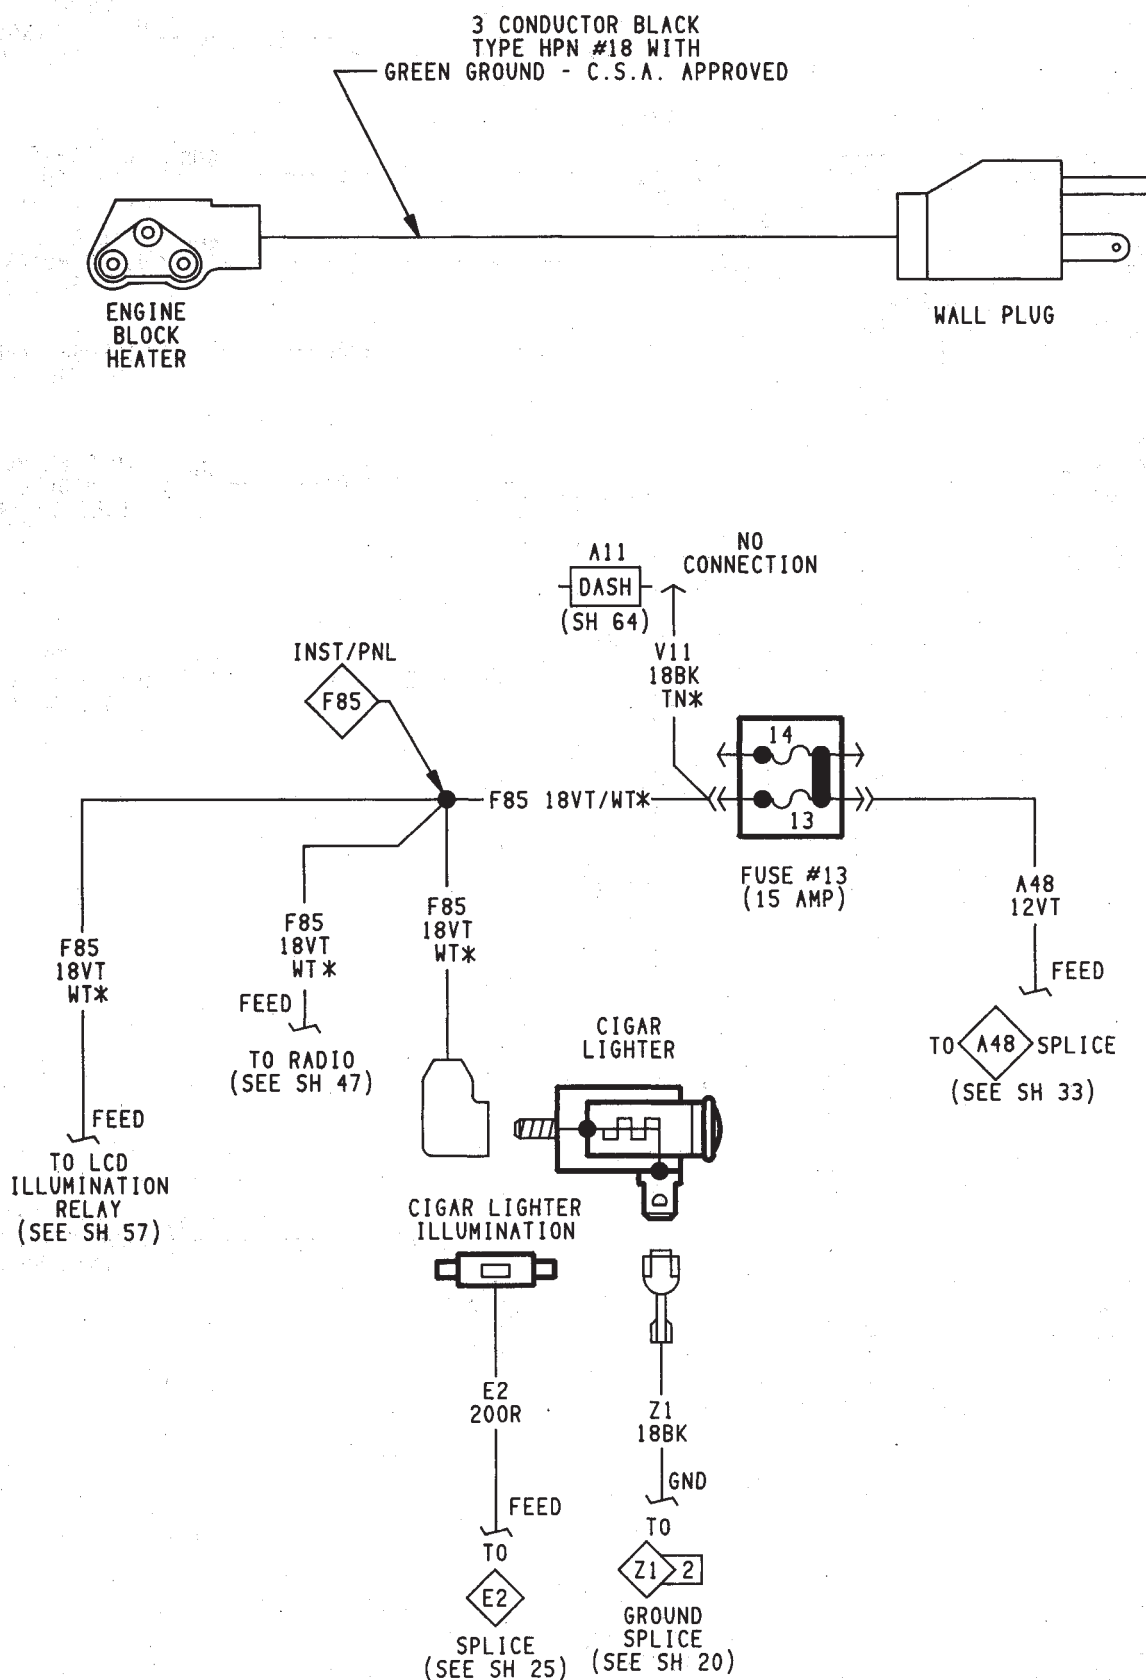 3 CONDUCTOR BLACK
TYPE HPN #18 WITH
GREEN GROUND - C.S.A. APPROVED
ENGINE
BLOCK
HEATER
WALL PLUG
A11
DASH
(SH 64)
NO
CONNECTION
V11
18BK
TN*
INST/PNL
F85
14
F85 18VT/WT*
13
FUSE #13
(15 AMP)
A48
12VT
FEED
TO A48 SPLICE
(SEE SH 33)
F85
18VT
WT*
F85
18VT
WT*
F85
18VT
WT*
FEED
TO RADIO
(SEE SH 47)
FEED
TO LCD
ILLUMINATION
RELAY
(SEE SH 57)
CIGAR
LIGHTER
CIGAR LIGHTER
ILLUMINATION
E2
20OR
FEED
TO
E2
SPLICE
(SEE SH 25)
Z1
18BK
GND
TO
Z1 2
GROUND
SPLICE
(SEE SH 20)